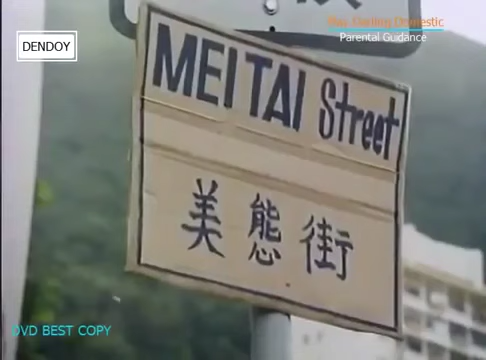 DENDOY
Parental Guidance
MEI TAI Street
美態街
DVD BEST COPY